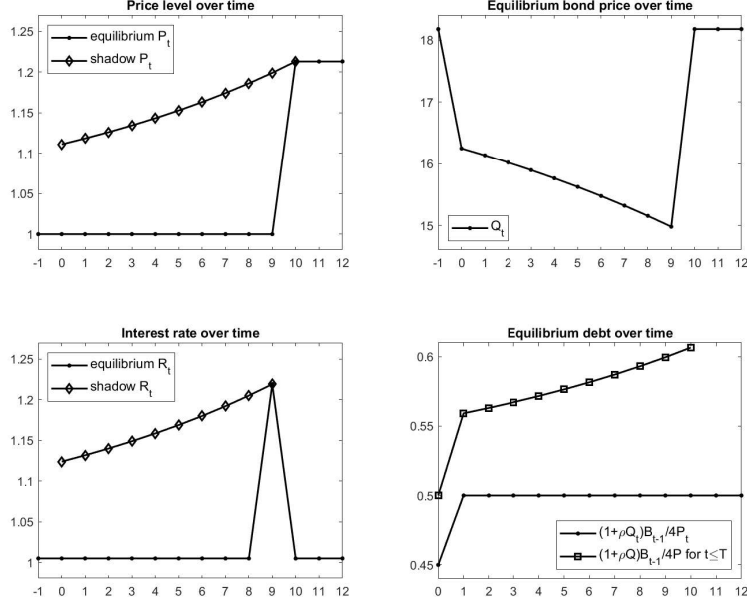 Price level over time
1.25
1.2
1.15
1.1
1.05
1
equilibrium P_t
shadow P_t
-1 0 1 2 3 4 5 6 7 8 9 10 11 12
Equilibrium bond price over time
18
17
16
15
Q_t
-1 0 1 2 3 4 5 6 7 8 9 10 11 12
Interest rate over time
1.25
1.2
1.15
1.1
1.05
1
equilibrium R_t
shadow R_t
-1 0 1 2 3 4 5 6 7 8 9 10 11 12
Equilibrium debt over time
0.6
0.55
0.5
0.45
(1+ρQ_t)B_{t-1}/4P_t
(1+ρQ)B_{t-1}/4P for t≤T
0 1 2 3 4 5 6 7 8 9 10 11 12